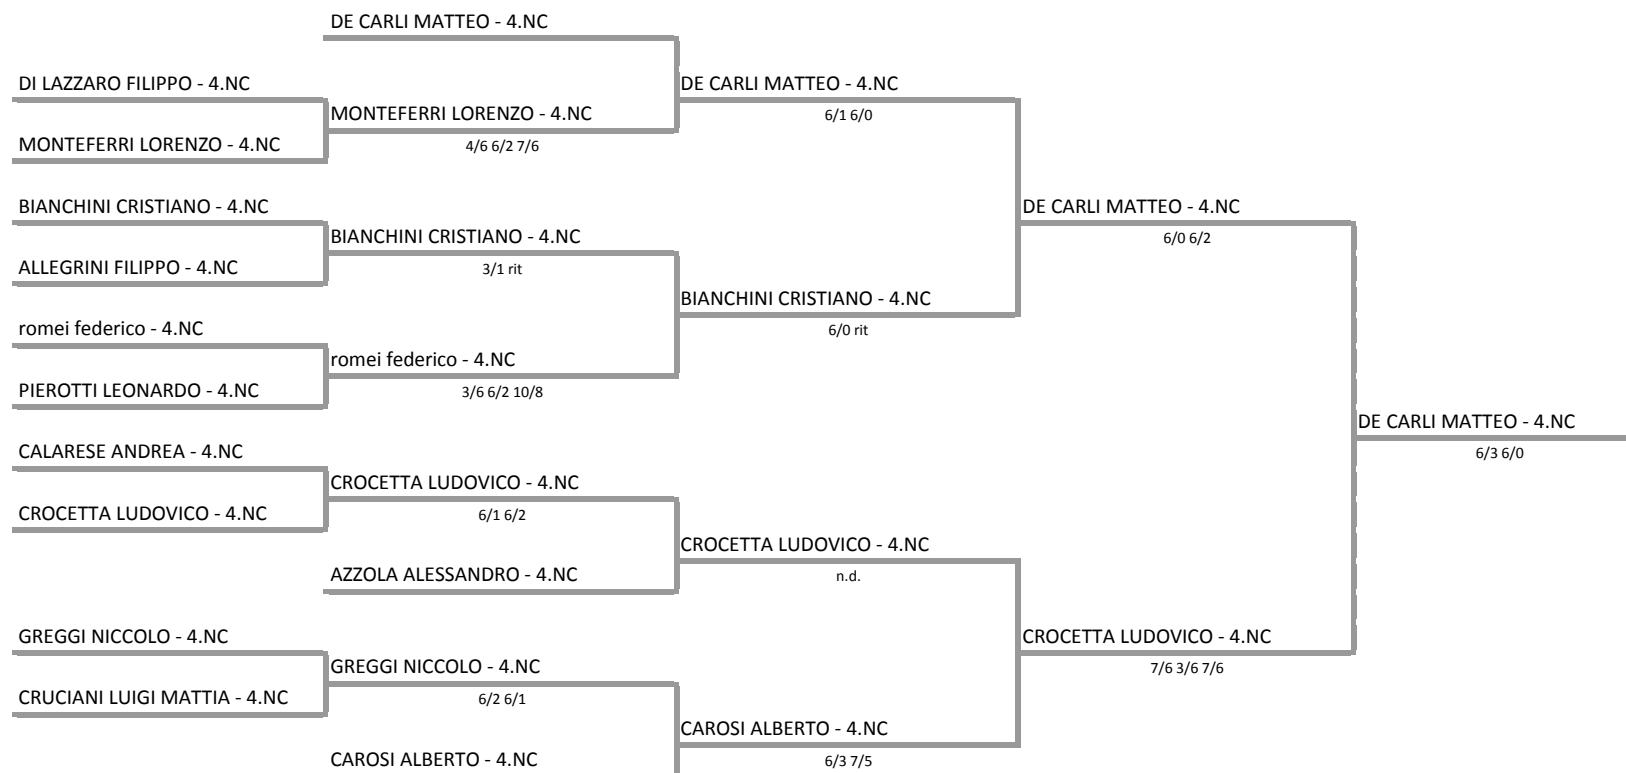 DE CARLI MATTEO - 4.NC
DI LAZZARO FILIPPO - 4.NC
DE CARLI MATTEO - 4.NC
MONTEFERRI LORENZO - 4.NC
6/1 6/0
MONTEFERRI LORENZO - 4.NC
4/6 6/2 7/6
BIANCHINI CRISTIANO - 4.NC
DE CARLI MATTEO - 4.NC
BIANCHINI CRISTIANO - 4.NC
6/0 6/2
ALLEGRINI FILIPPO - 4.NC
3/1 rit
BIANCHINI CRISTIANO - 4.NC
romei federico - 4.NC
6/0 rit
romei federico - 4.NC
PIEROTTI LEONARDO - 4.NC
3/6 6/2 10/8
DE CARLI MATTEO - 4.NC
CALARESE ANDREA - 4.NC
6/3 6/0
CROCETTA LUDOVICO - 4.NC
CROCETTA LUDOVICO - 4.NC
6/1 6/2
CROCETTA LUDOVICO - 4.NC
AZZOLA ALESSANDRO - 4.NC
n.d.
GREGGI NICCOLO - 4.NC
CROCETTA LUDOVICO - 4.NC
GREGGI NICCOLO - 4.NC
7/6 3/6 7/6
CRUCIANI LUIGI MATTIA - 4.NC
6/2 6/1
CAROSI ALBERTO - 4.NC
CAROSI ALBERTO - 4.NC
6/3 7/5